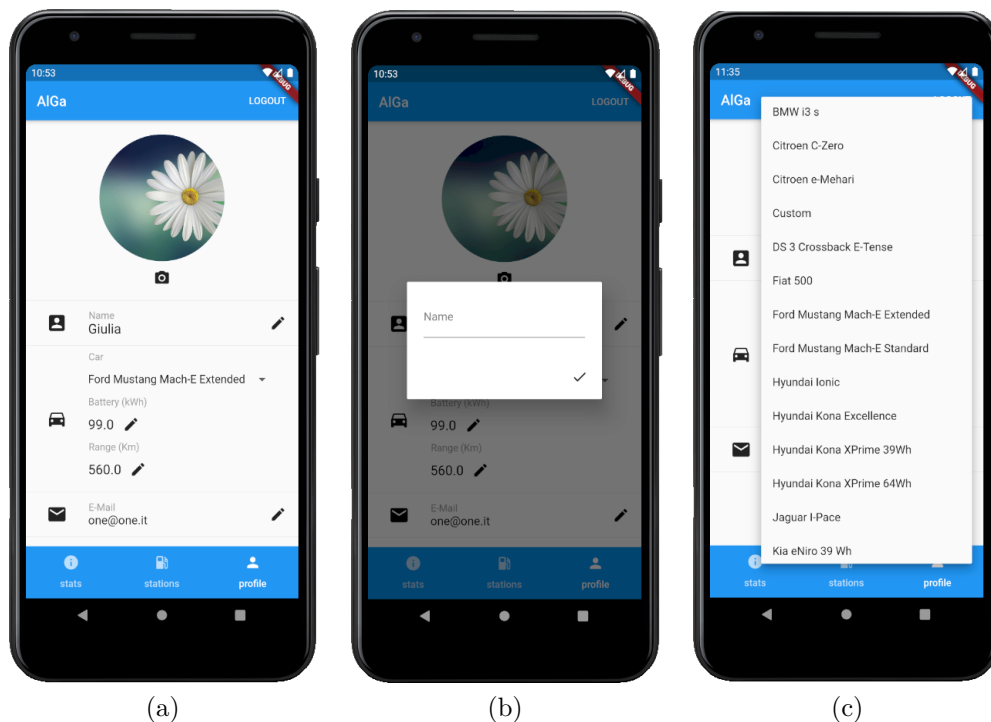 10:53
DEBUG
AlGa
LOGOUT
Name
Giulia
Car
Ford Mustang Mach-E Extended
Battery (kWh)
99.0
Range (Km)
560.0
E-Mail
one@one.it
stats
stations
profile
(a)
10:53
DEBUG
AlGa
LOGOUT
Name
Battery (kWh)
99.0
Range (Km)
560.0
E-Mail
one@one.it
stats
stations
profile
(b)
11:35
DEBUG
AlGa
LOGOUT
BMW i3 s
Citroen C-Zero
Citroen e-Mehari
Custom
DS 3 Crossback E-Tense
Fiat 500
Ford Mustang Mach-E Extended
Ford Mustang Mach-E Standard
Hyundai Ionic
Hyundai Kona Excellence
Hyundai Kona XPrime 39Wh
Hyundai Kona XPrime 64Wh
Jaguar I-Pace
Kia eNiro 39 Wh
stats
stations
profile
(c)